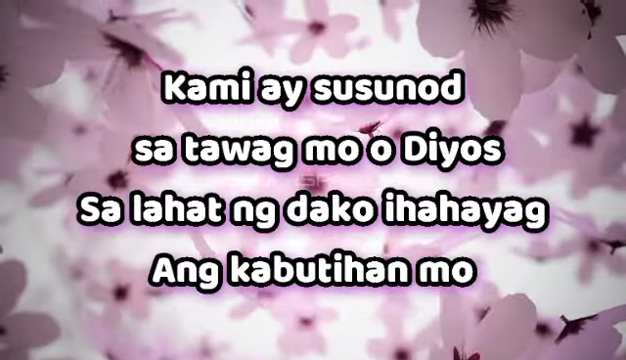 Kami ay susunod
sa tawag mo o Diyos
Sa lahat ng dako ihahayag
Ang kabutihan mo